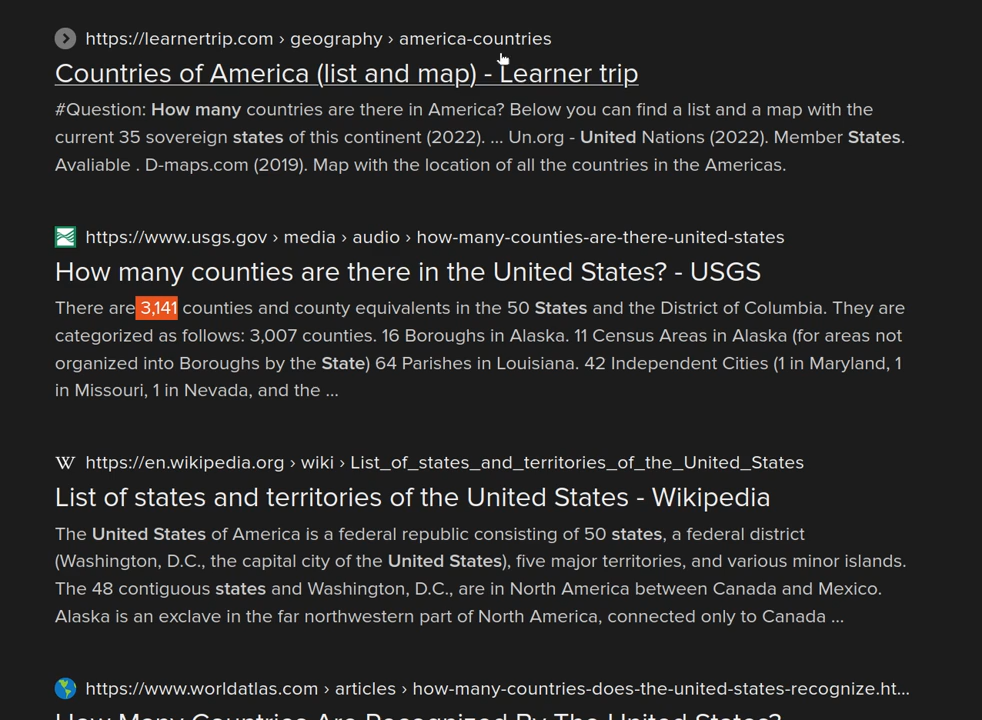 https://learnertrip.com › geography › america-countries
Countries of America (list and map) - Learner trip
#Question: How many countries are there in America? Below you can find a list and a map with the
current 35 sovereign states of this continent (2022). ... Un.org - United Nations (2022). Member States.
Avaliable . D-maps.com (2019). Map with the location of all the countries in the Americas.
https://www.usgs.gov › media › audio › how-many-counties-are-there-united-states
How many counties are there in the United States? - USGS
There are 3,141 counties and county equivalents in the 50 States and the District of Columbia. They are
categorized as follows: 3,007 counties. 16 Boroughs in Alaska. 11 Census Areas in Alaska (for areas not
organized into Boroughs by the State) 64 Parishes in Louisiana. 42 Independent Cities (1 in Maryland, 1
in Missouri, 1 in Nevada, and the ...
W https://en.wikipedia.org › wiki › List_of_states_and_territories_of_the_United_States
List of states and territories of the United States - Wikipedia
The United States of America is a federal republic consisting of 50 states, a federal district
(Washington, D.C., the capital city of the United States), five major territories, and various minor islands.
The 48 contiguous states and Washington, D.C., are in North America between Canada and Mexico.
Alaska is an exclave in the far northwestern part of North America, connected only to Canada ...
https://www.worldatlas.com › articles › how-many-countries-does-the-united-states-recognize.ht...
How Many Countries Are Recognized By The United States?